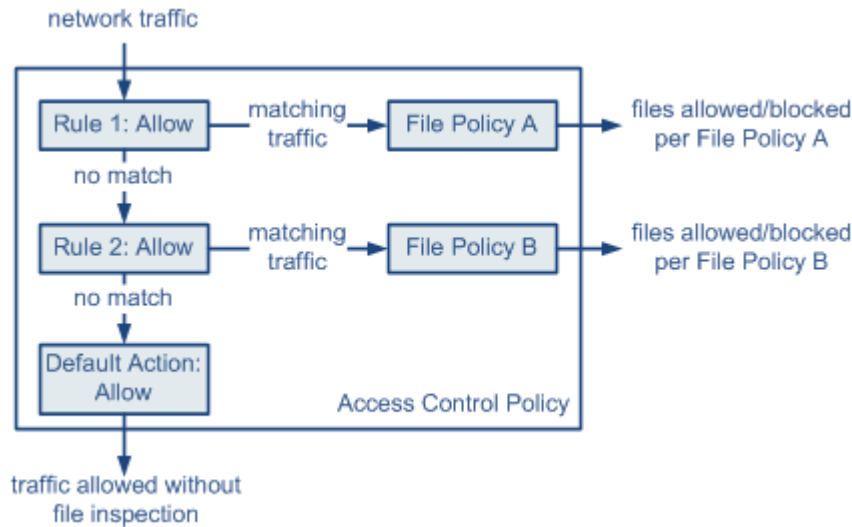 network traffic
Rule 1: Allow
matching
traffic
File Policy A
files allowed/blocked
per File Policy A
no match
Rule 2: Allow
matching
traffic
File Policy B
files allowed/blocked
per File Policy B
no match
Default Action:
Allow
Access Control Policy
traffic allowed without
file inspection